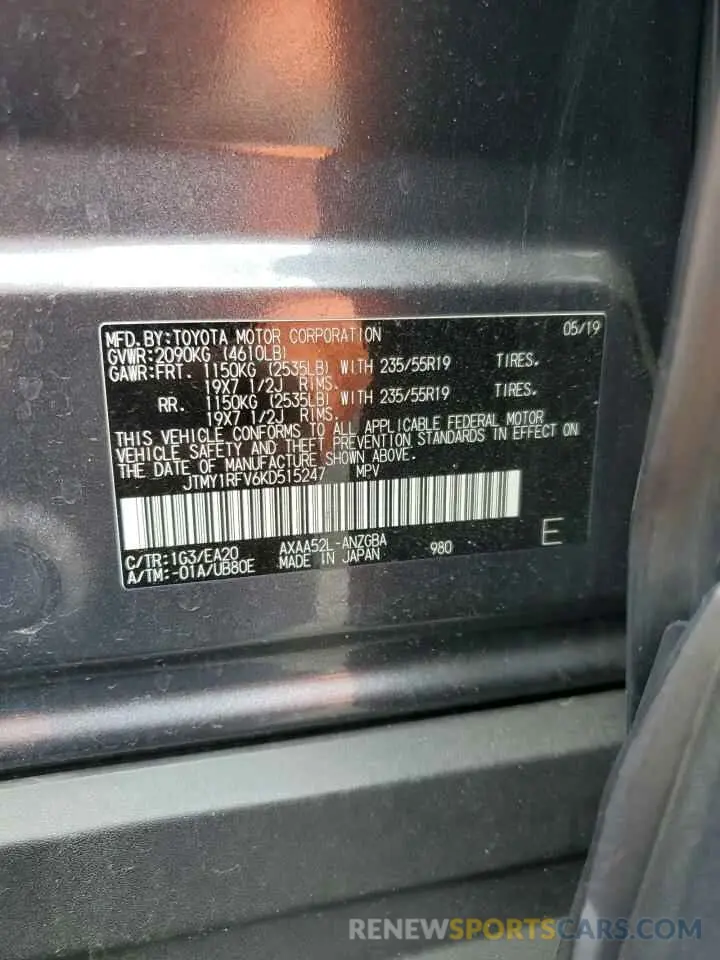 MFD.BY:TOYOTA MOTOR CORPORATION 05/19
GVWR:2090KG (4610LB)
GAWR:FRT. 1150KG (2535LB) WITH 235/55R19 TIRES.
19X7 1/2J RIMS.
RR. 1150KG (2535LB) WITH 235/55R19 TIRES.
19X7 1/2J RIMS.
THIS VEHICLE CONFORMS TO ALL APPLICABLE FEDERAL MOTOR
VEHICLE SAFETY AND THEFT PREVENTION STANDARDS IN EFFECT ON
THE DATE OF MANUFACTURE SHOWN ABOVE.
JTMY1RFV6KD515247 MPV
C/TR:1G3/EA20 AXAA52L-ANZGBA 980 E
A/TM:-01A/UB80E MADE IN JAPAN
RENEWSPORTSCARS.COM